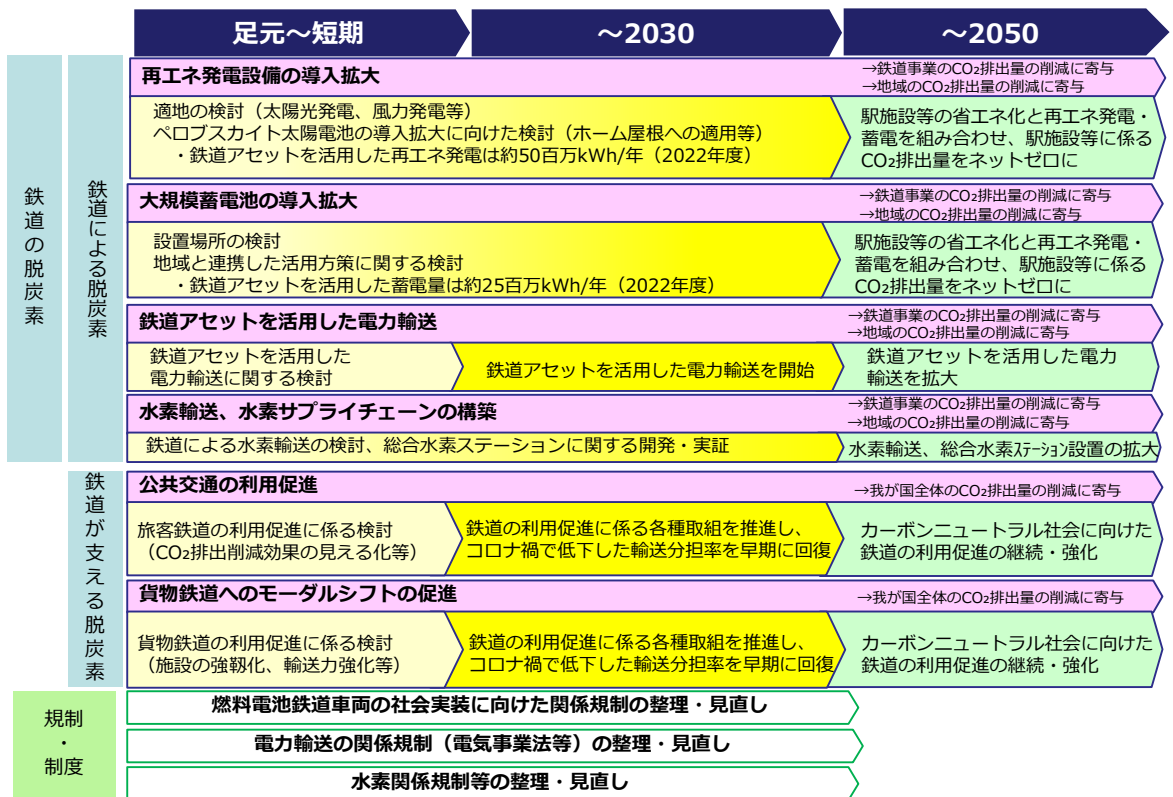 足元～短期
～2030
～2050
鉄道の脱炭素
鉄道による脱炭素
再エネ発電設備の導入拡大
→鉄道事業のCO₂排出量の削減に寄与
→地域のCO₂排出量の削減に寄与
適地の検討（太陽光発電、風力発電等）
ペロブスカイト太陽電池の導入拡大に向けた検討（ホーム屋根への適用等）
・鉄道アセットを活用した再エネ発電は約50百万kWh/年（2022年度）
駅施設等の省エネ化と再エネ発電・
蓄電を組み合わせ、駅施設等に係る
CO₂排出量をネットゼロに
大規模蓄電池の導入拡大
→鉄道事業のCO₂排出量の削減に寄与
→地域のCO₂排出量の削減に寄与
設置場所の検討
地域と連携した活用方策に関する検討
・鉄道アセットを活用した蓄電量は約25百万kWh/年（2022年度）
駅施設等の省エネ化と再エネ発電・
蓄電を組み合わせ、駅施設等に係る
CO₂排出量をネットゼロに
鉄道アセットを活用した電力輸送
→鉄道事業のCO₂排出量の削減に寄与
→地域のCO₂排出量の削減に寄与
鉄道アセットを活用した
電力輸送に関する検討
鉄道アセットを活用した電力輸送を開始
鉄道アセットを活用した電力
輸送を拡大
水素輸送、水素サプライチェーンの構築
→鉄道事業のCO₂排出量の削減に寄与
→地域のCO₂排出量の削減に寄与
鉄道による水素輸送の検討、総合水素ステーションに関する開発・実証
水素輸送、総合水素ｽﾃｰｼｮﾝ設置の拡大
鉄道が支える脱炭素
公共交通の利用促進
→我が国全体のCO₂排出量の削減に寄与
旅客鉄道の利用促進に係る検討
（CO₂排出削減効果の見える化等）
鉄道の利用促進に係る各種取組を推進し、
コロナ禍で低下した輸送分担率を早期に回復
カーボンニュートラル社会に向けた
鉄道の利用促進の継続・強化
貨物鉄道へのモーダルシフトの促進
→我が国全体のCO₂排出量の削減に寄与
貨物鉄道の利用促進に係る検討
（施設の強靱化、輸送力強化等）
鉄道の利用促進に係る各種取組を推進し、
コロナ禍で低下した輸送分担率を早期に回復
カーボンニュートラル社会に向けた
鉄道の利用促進の継続・強化
規制
・
制度
燃料電池鉄道車両の社会実装に向けた関係規制の整理・見直し
電力輸送の関係規制（電気事業法等）の整理・見直し
水素関係規制等の整理・見直し